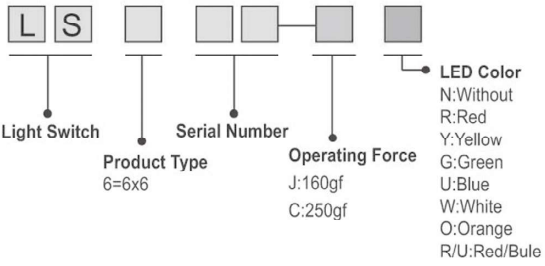 L S
Light Switch
Product Type
6=6x6
Serial Number
Operating Force
J:160gf
C:250gf
LED Color
N:Without
R:Red
Y:Yellow
G:Green
U:Blue
W:White
O:Orange
R/U:Red/Bule